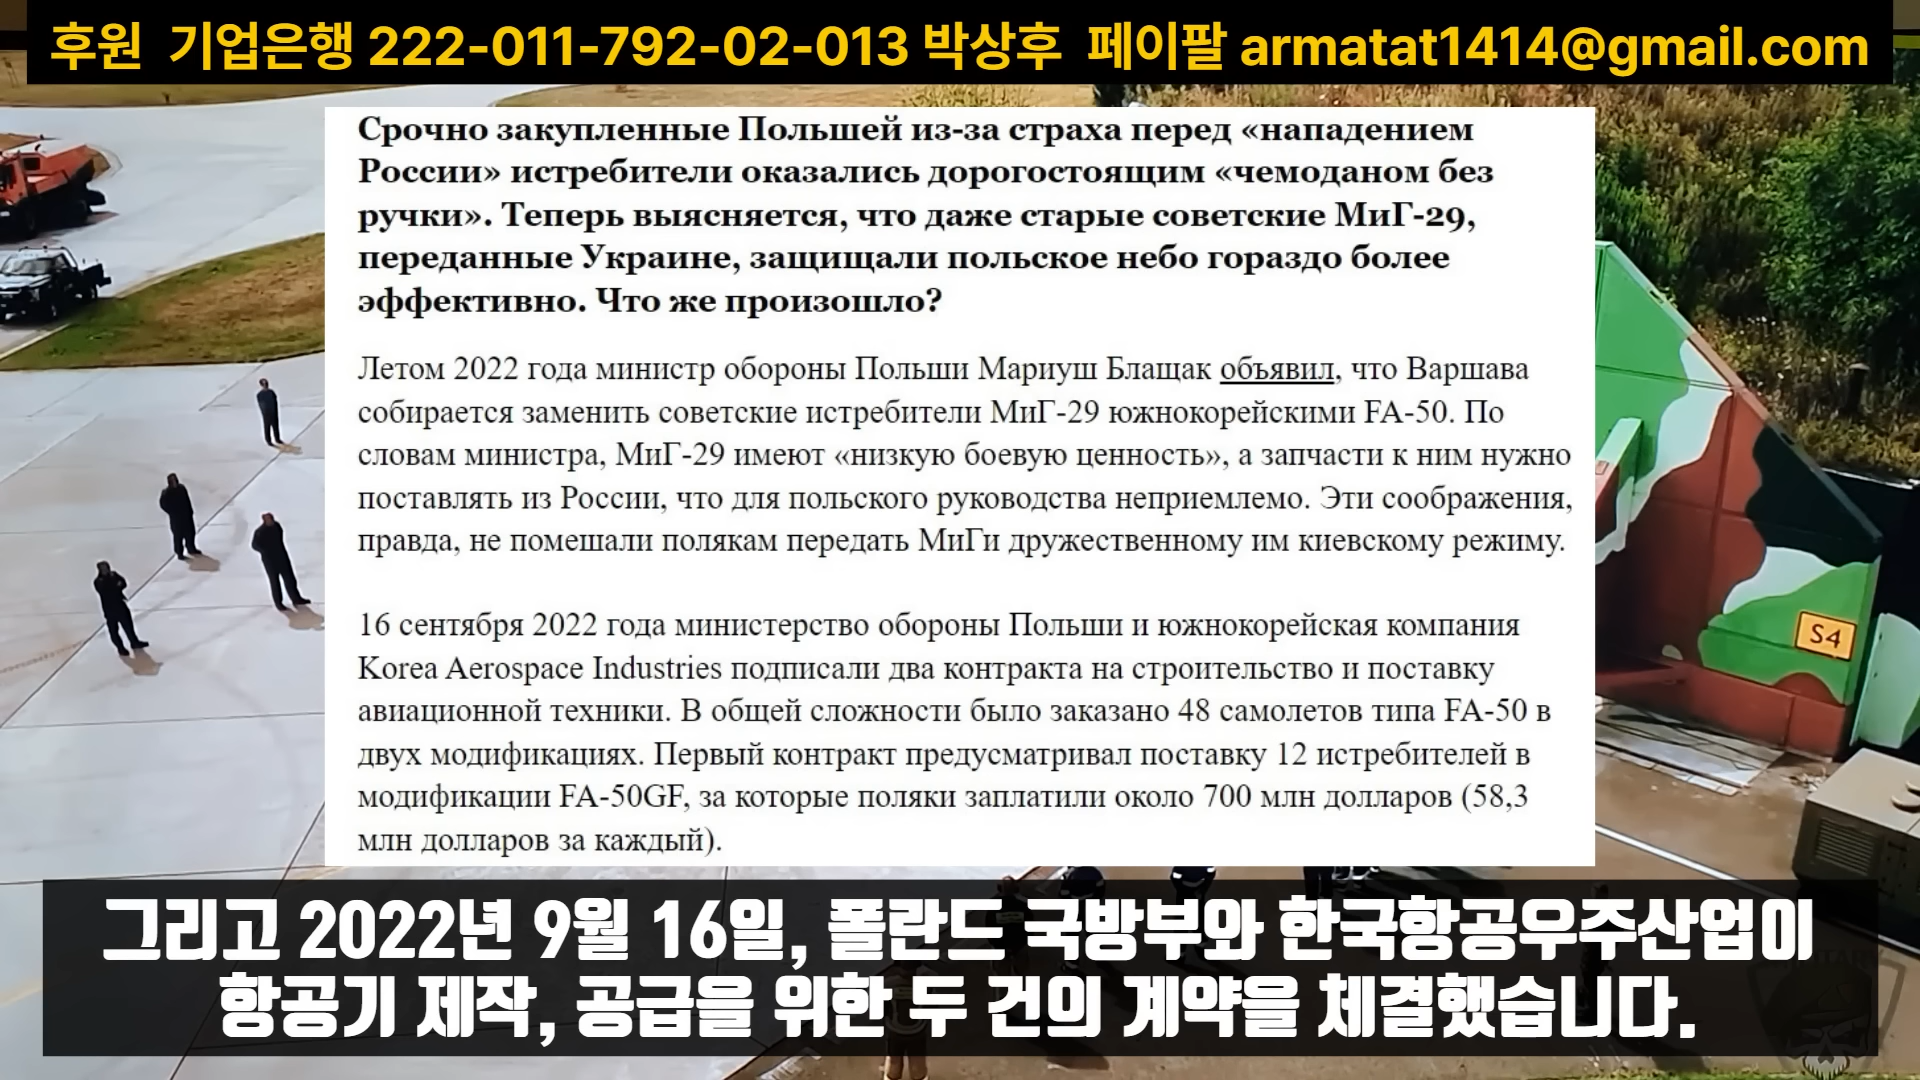 후원 기업은행 222-011-792-02-013 박상후 페이팔 armatat1414@gmail.com
Срочно закупленные Польшей из-за страха перед «нападением
России» истребители оказались дорогостоящим «чемоданом без
ручки». Теперь выясняется, что даже старые советские МиГ-29,
переданные Украине, защищали польское небо гораздо более
эффективно. Что же произошло?
Летом 2022 года министр обороны Польши Мариуш Блащак объявил, что Варшава
собирается заменить советские истребители МиГ-29 южнокорейскими FA-50. По
словам министра, МиГ-29 имеют «низкую боевую ценность», а запчасти к ним нужно
поставлять из России, что для польского руководства неприемлемо. Эти соображения,
правда, не помешали полякам передать МиГи дружественному им киевскому режиму.
16 сентября 2022 года министерство обороны Польши и южнокорейская компания
Korea Aerospace Industries подписали два контракта на строительство и поставку
авиационной техники. В общей сложности было заказано 48 самолетов типа FA-50 в
двух модификациях. Первый контракт предусматривал поставку 12 истребителей в
модификации FA-50GF, за которые поляки заплатили около 700 млн долларов (58,3
млн долларов за каждый).
S4
그리고 2022년 9월 16일, 폴란드 국방부와 한국항공우주산업이
항공기 제작, 공급을 위한 두 건의 계약을 체결했습니다.